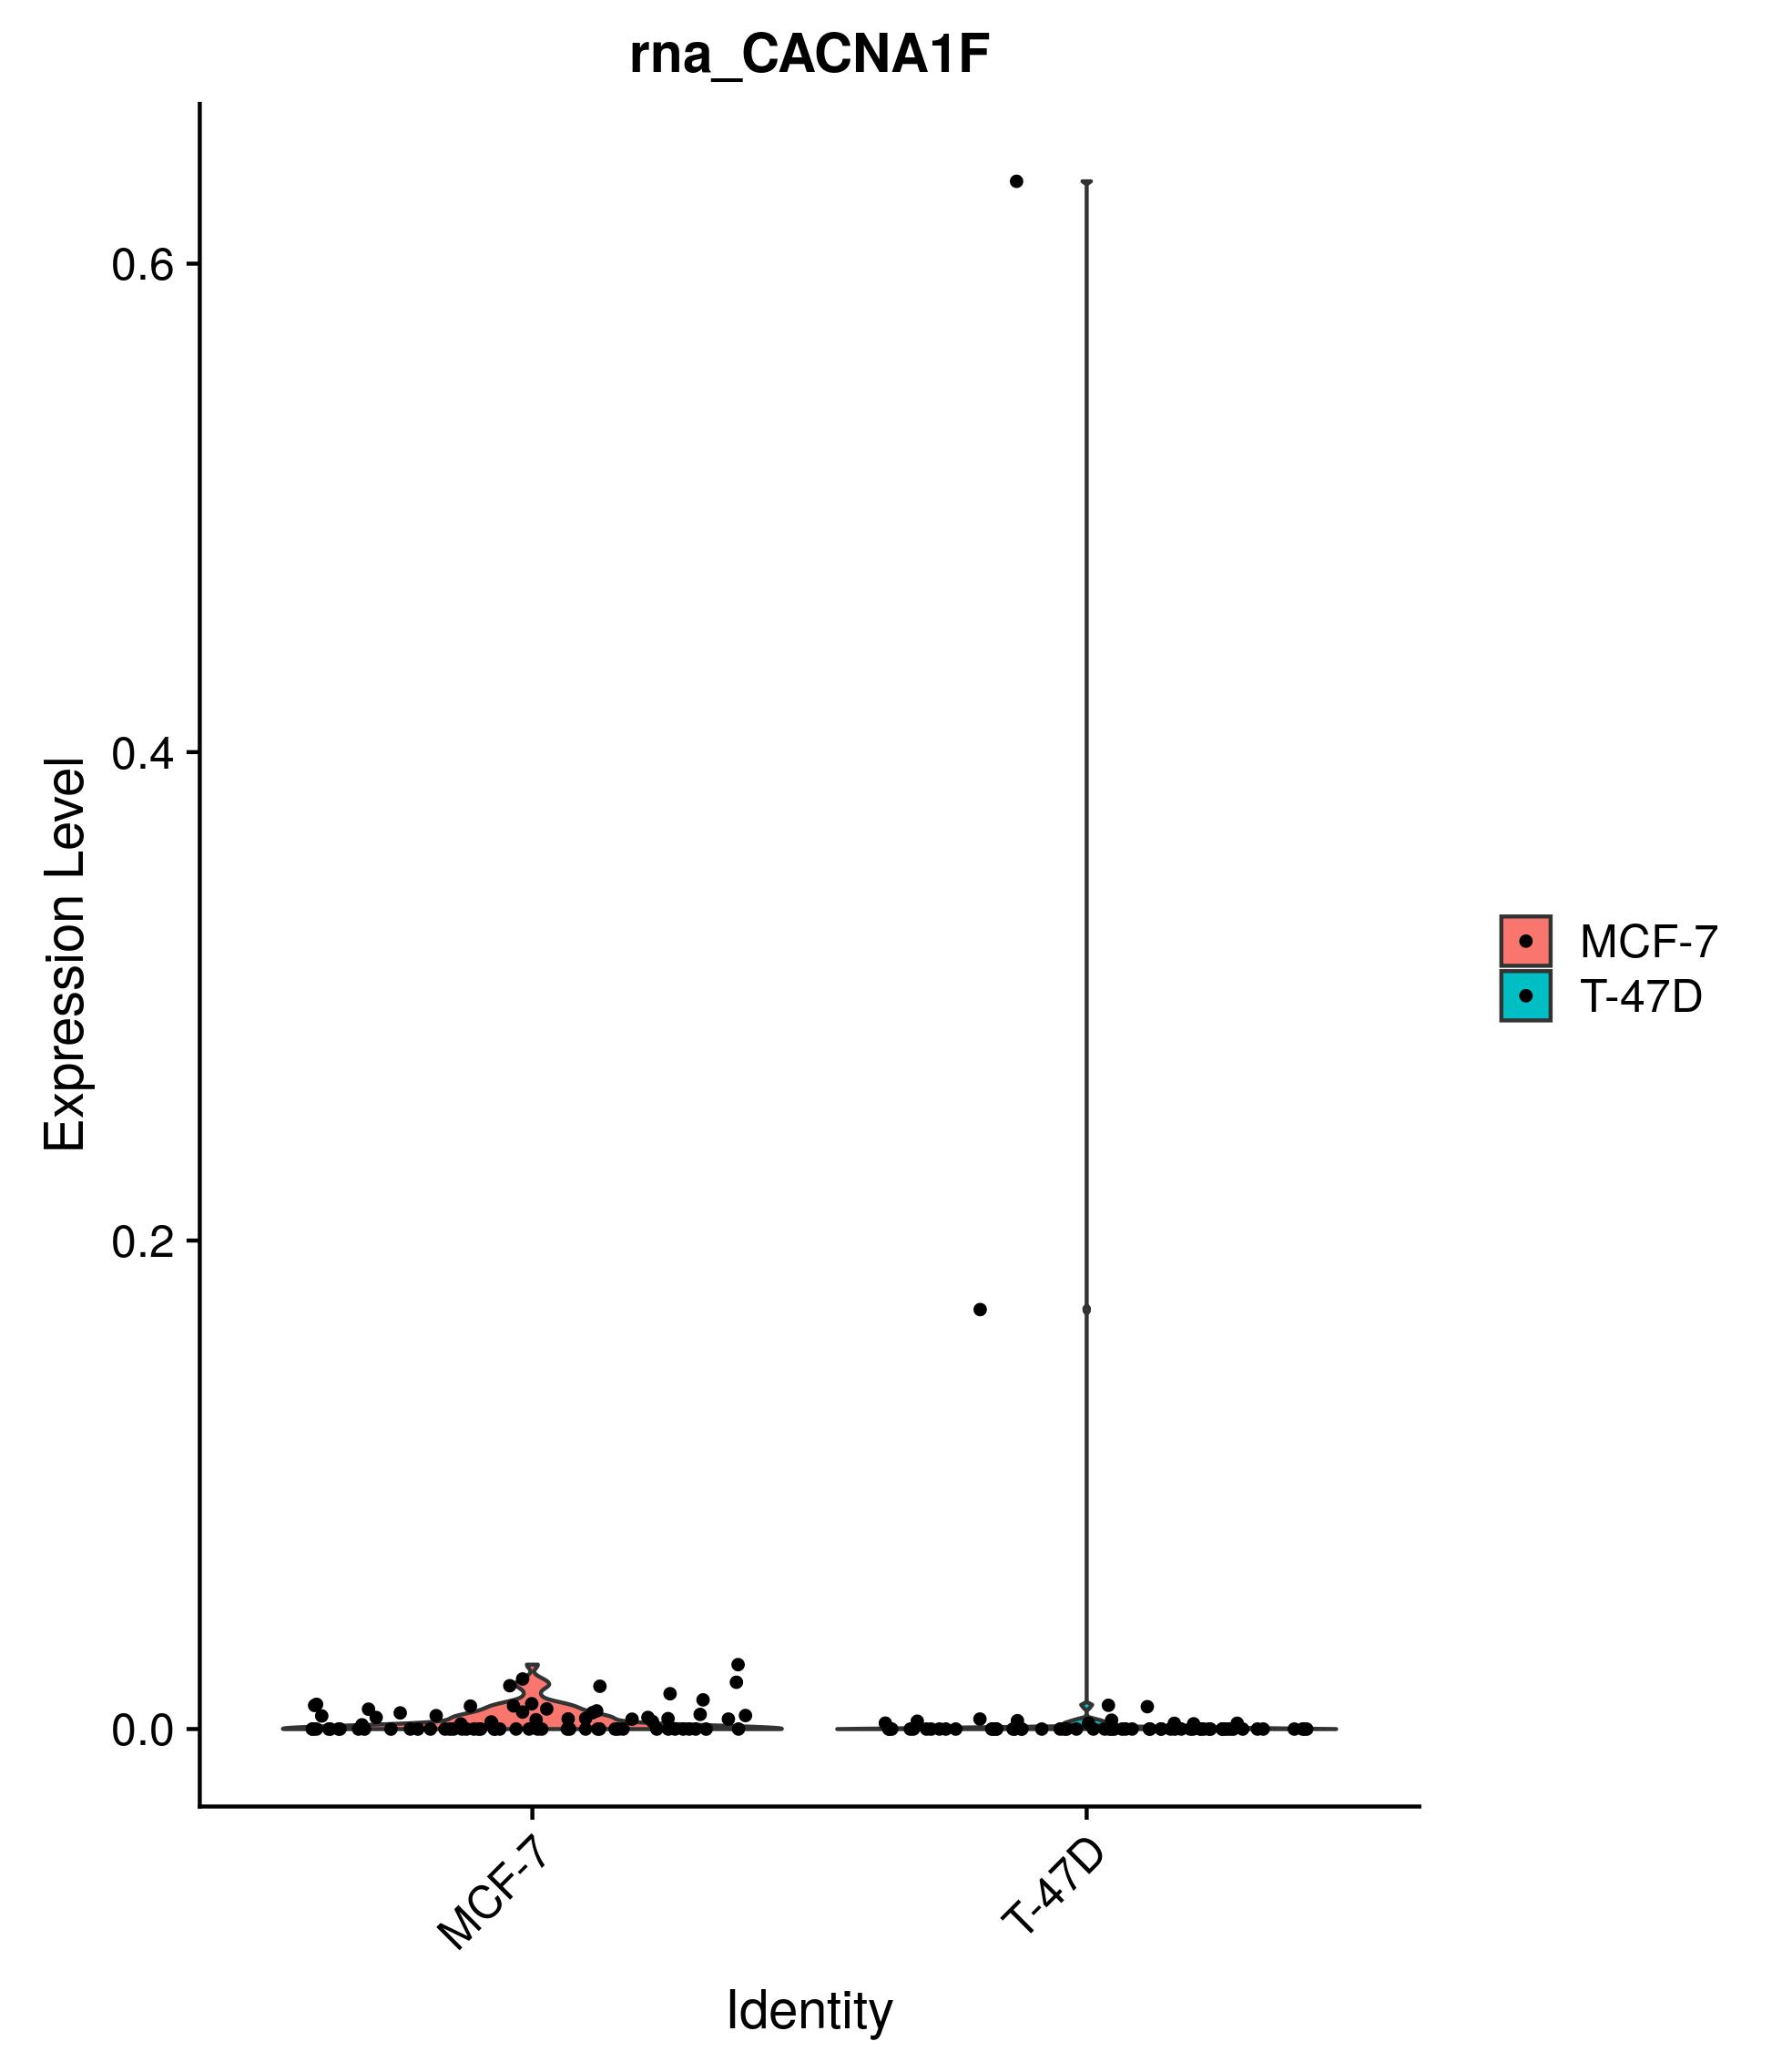 rna_CACNA1F
Expression Level
0.6
0.4
0.2
0.0
MCF-7
T-47D
Identity
MCF-7
T-47D